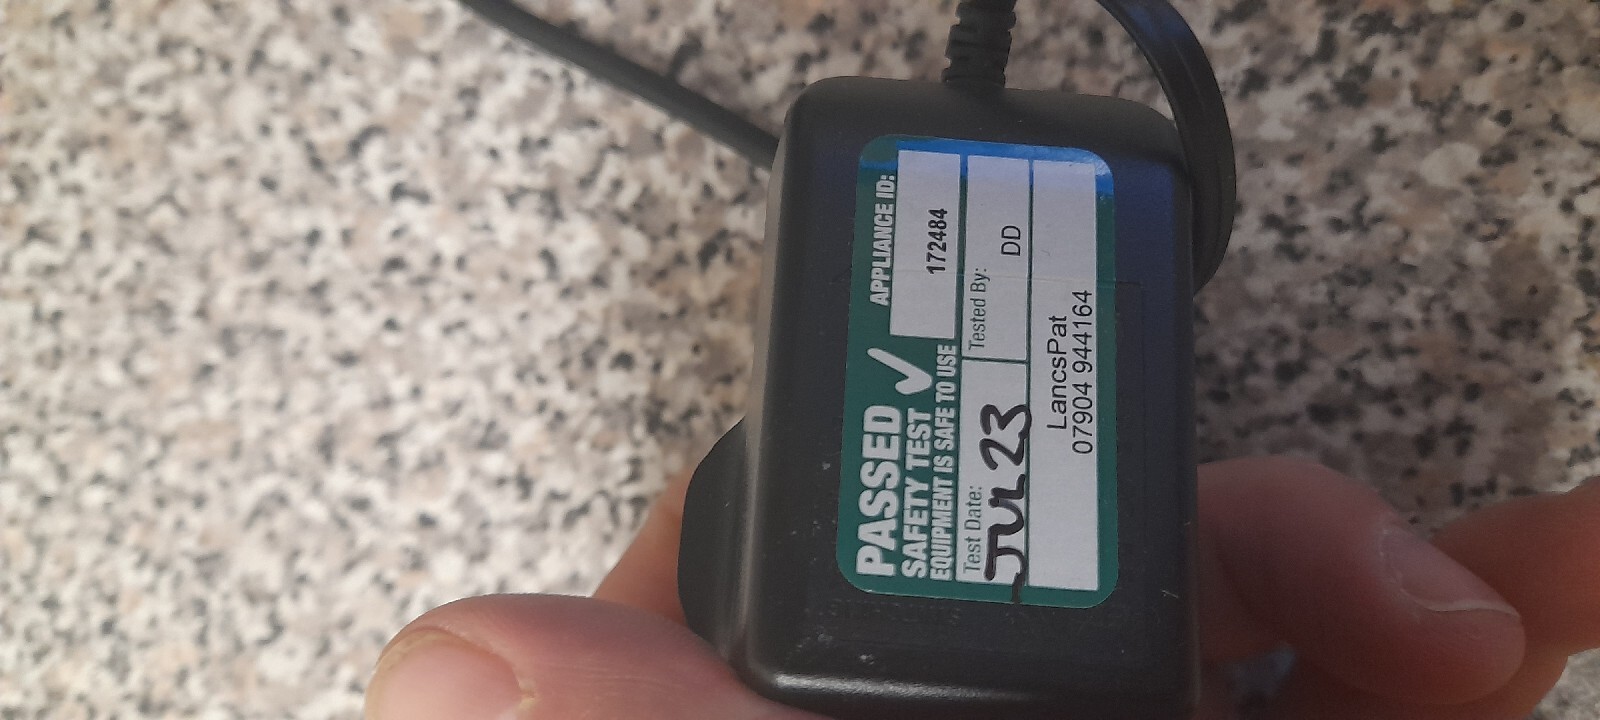 PASSED
SAFETY TEST
EQUIPMENT IS SAFE TO USE
APPLIANCE ID:
172484
Test Date:
JUL 23
Tested By:
DD
LancsPat
07904 944164